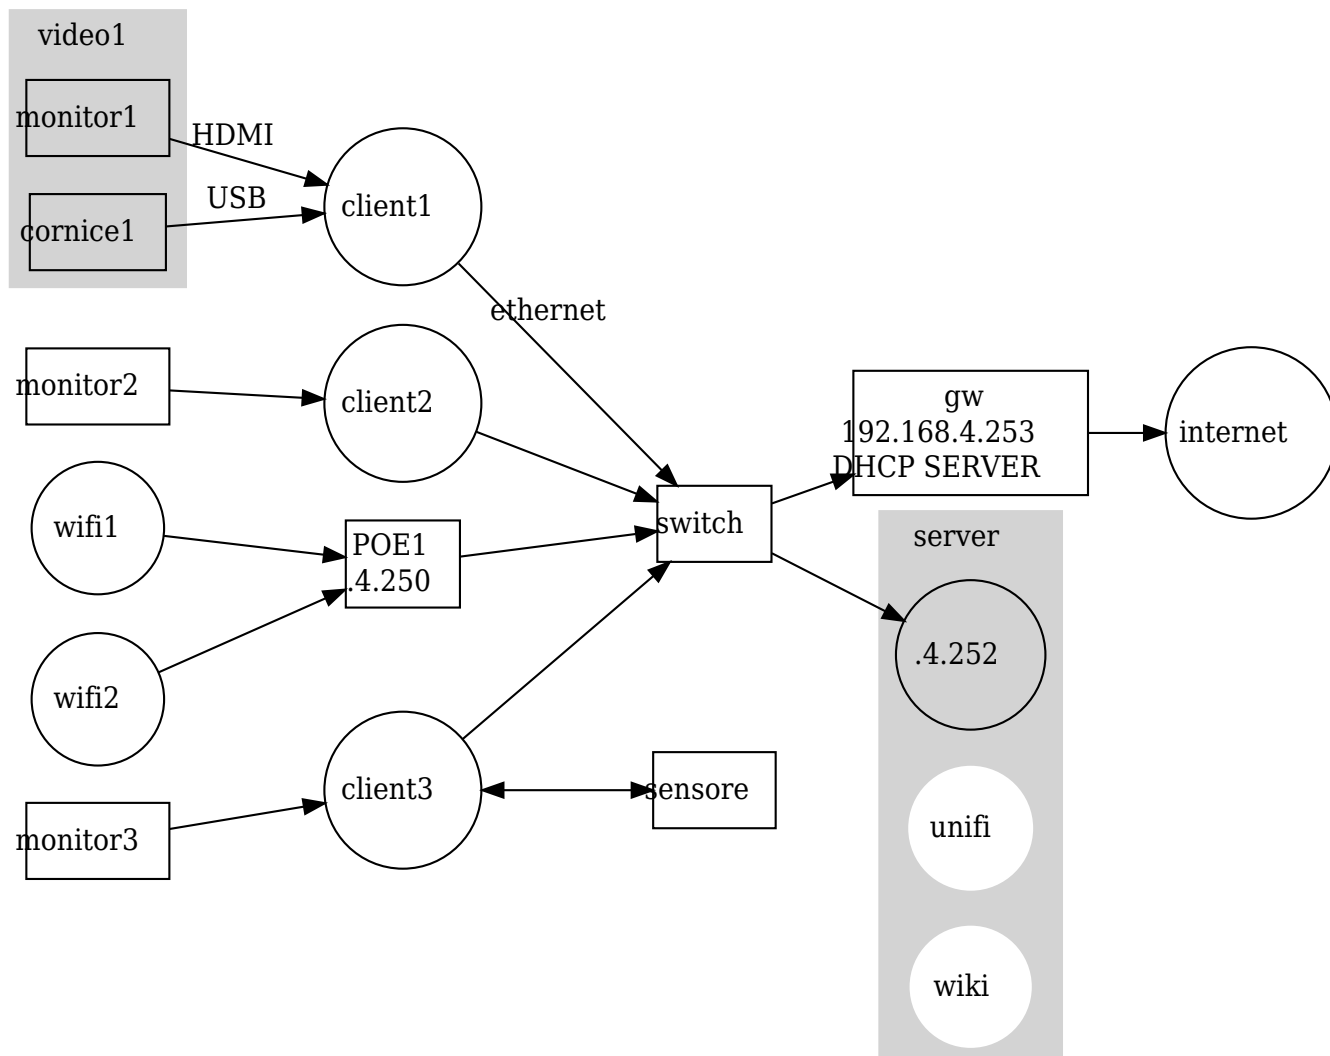 video1
monitor1
HDMI
cornice1
USB
client1
ethernet
monitor2
client2
wifi1
POE1
.4.250
wifi2
switch
gw
192.168.4.253
DHCP SERVER
internet
server
.4.252
monitor3
client3
sensore
unifi
wiki